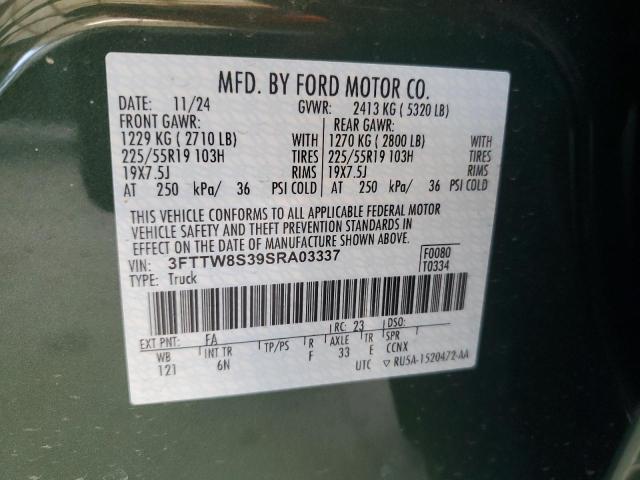 MFD. BY FORD MOTOR CO.
DATE: 11/24 GVWR: 2413 KG ( 5320 LB)
FRONT GAWR: REAR GAWR:
1229 KG ( 2710 LB) WITH 1270 KG ( 2800 LB) WITH
225/55R19 103H TIRES 225/55R19 103H TIRES
19X7.5J RIMS 19X7.5J RIMS
AT 250 kPa/ 36 PSI COLD AT 250 kPa/ 36 PSI COLD
THIS VEHICLE CONFORMS TO ALL APPLICABLE FEDERAL MOTOR
VEHICLE SAFETY AND THEFT PREVENTION STANDARDS IN
EFFECT ON THE DATE OF MANUFACTURE SHOWN ABOVE.
VIN: 3FTTW8S39SRA03337 F0080
TYPE: Truck T0334
EXT PNT: FA RC: 23 DSO:
WB INT TR TP/PS R AXLE TR SPR
121 6N F 33 E CCNX
UTC ▽ RU5A-1520472-AA